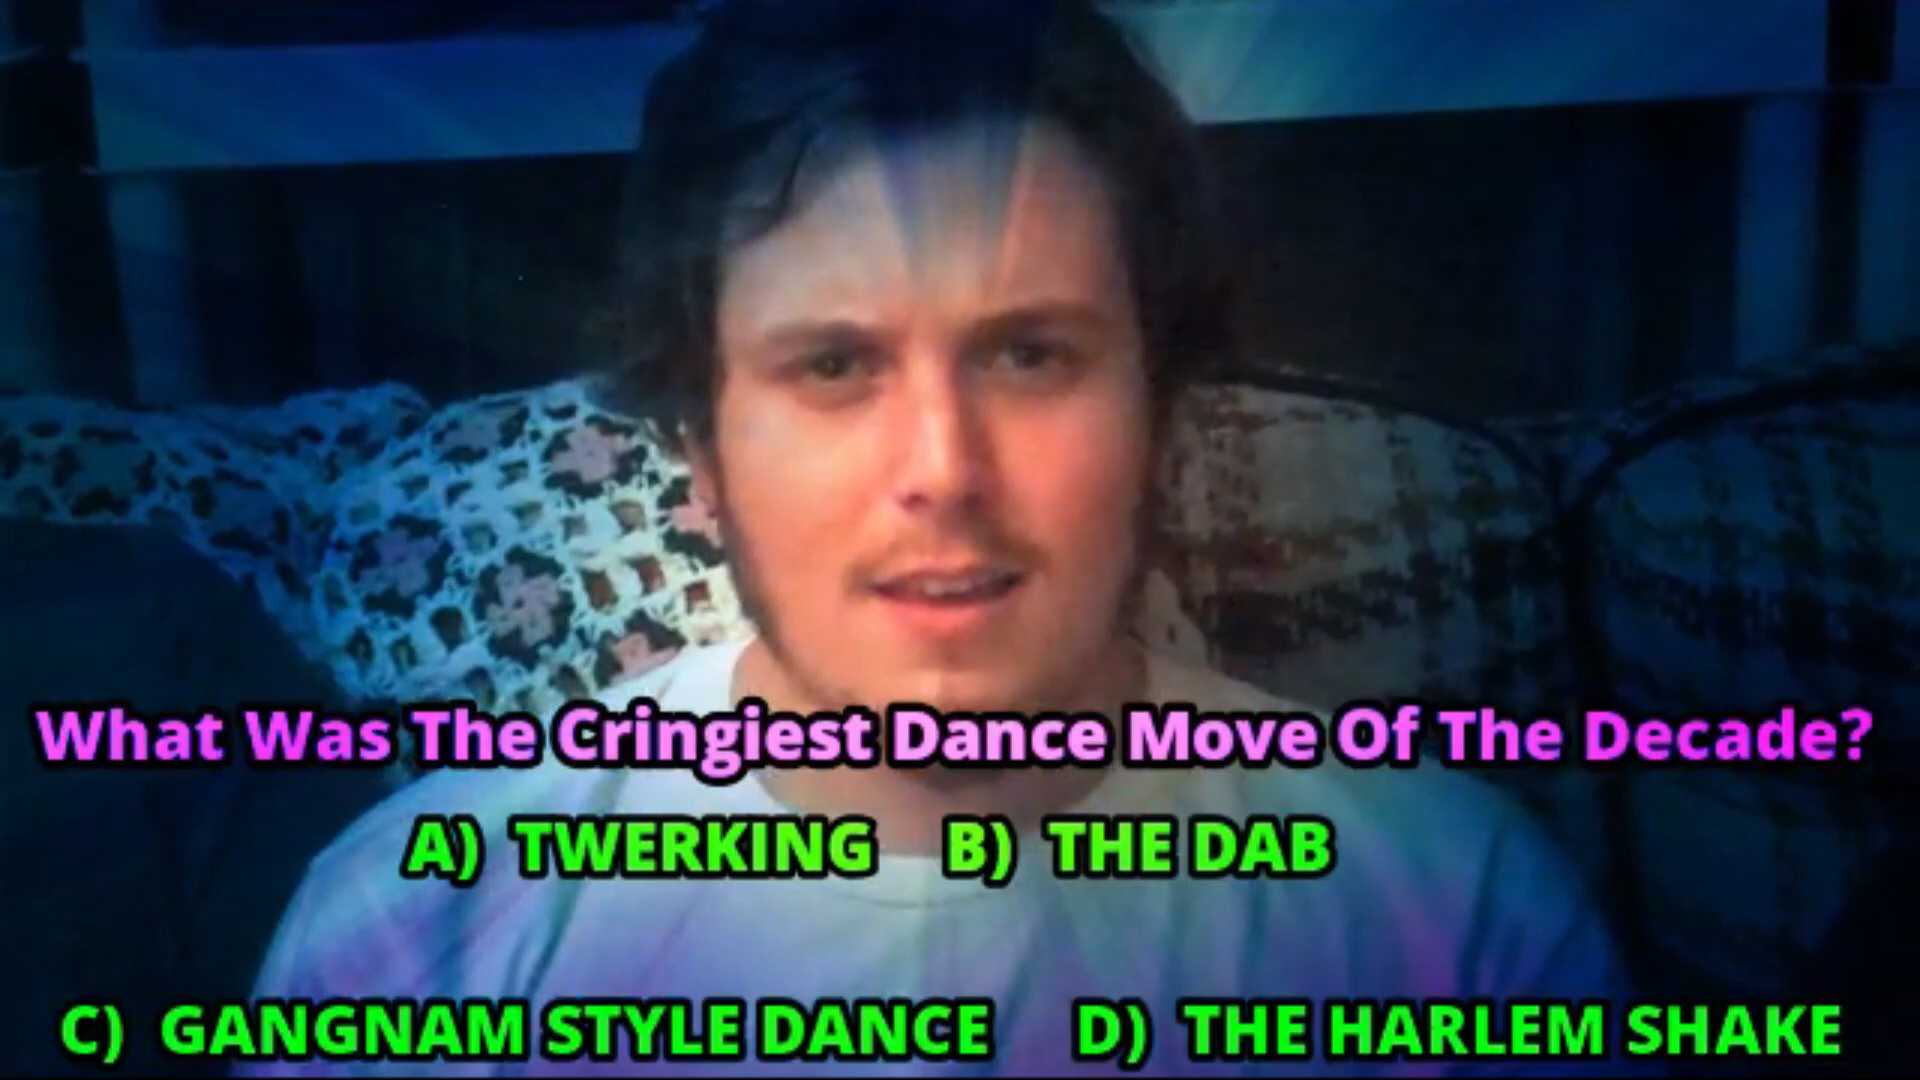 What Was The Cringiest Dance Move Of The Decade?
A) TWERKING B) THE DAB
C) GANGNAM STYLE DANCE D) THE HARLEM SHAKE